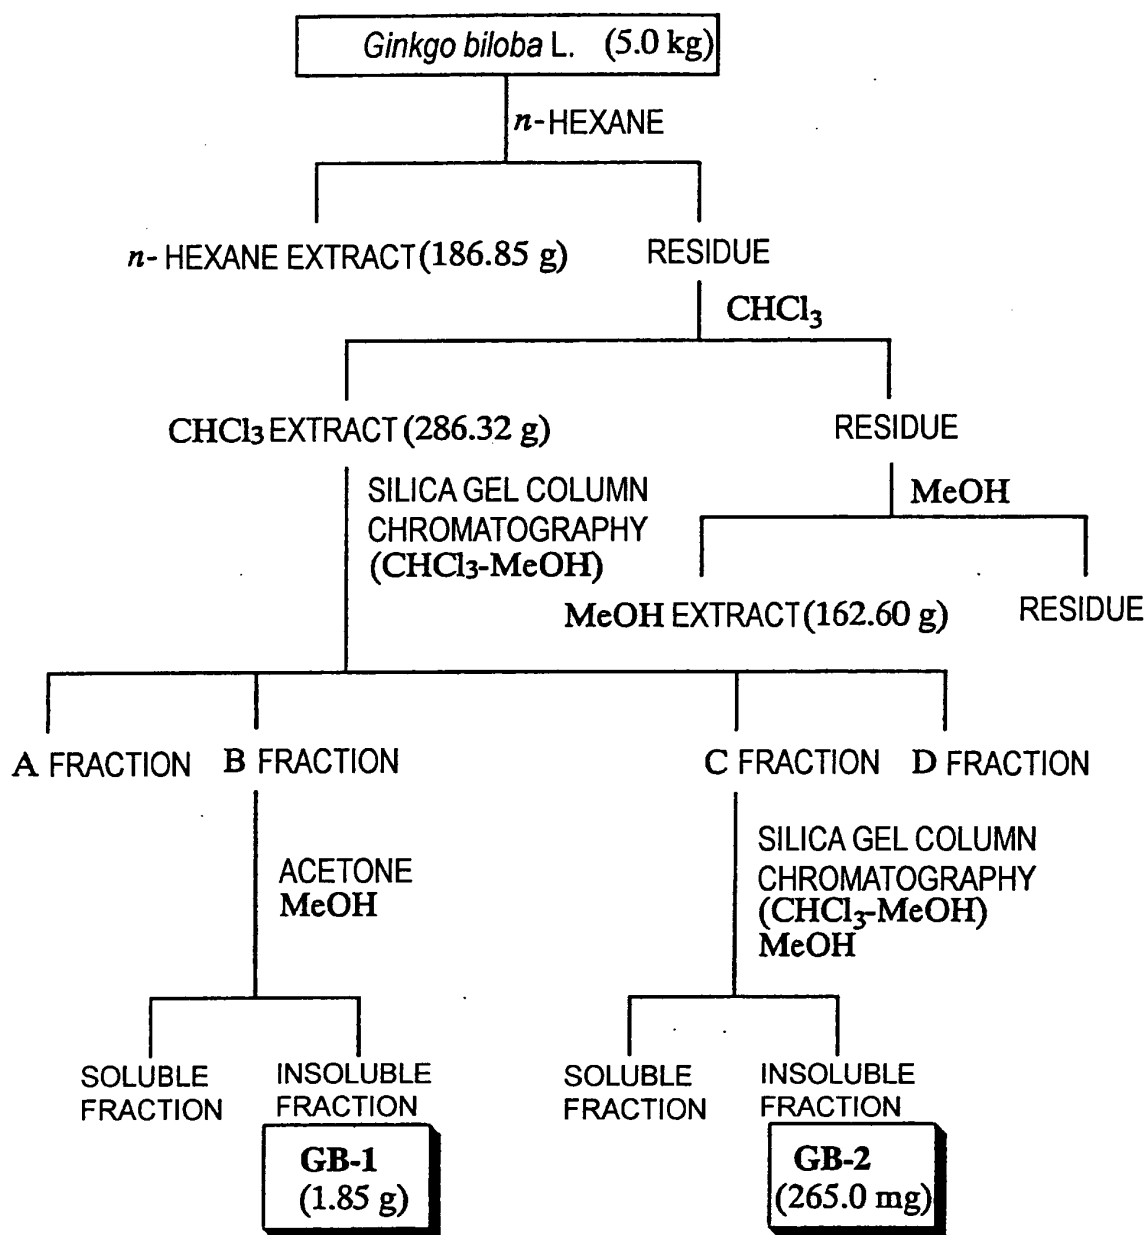 Ginkgo biloba L. (5.0 kg)
n-HEXANE
n- HEXANE EXTRACT (186.85 g)
RESIDUE
CHCl3
CHCl3 EXTRACT (286.32 g)
RESIDUE
SILICA GEL COLUMN
CHROMATOGRAPHY
(CHCl3-MeOH)
MeOH
MeOH EXTRACT (162.60 g)
RESIDUE
A FRACTION
B FRACTION
C FRACTION
D FRACTION
ACETONE
MeOH
SILICA GEL COLUMN
CHROMATOGRAPHY
(CHCl3-MeOH)
MeOH
SOLUBLE
FRACTION
INSOLUBLE
FRACTION
SOLUBLE
FRACTION
INSOLUBLE
FRACTION
GB-1
(1.85 g)
GB-2
(265.0 mg)